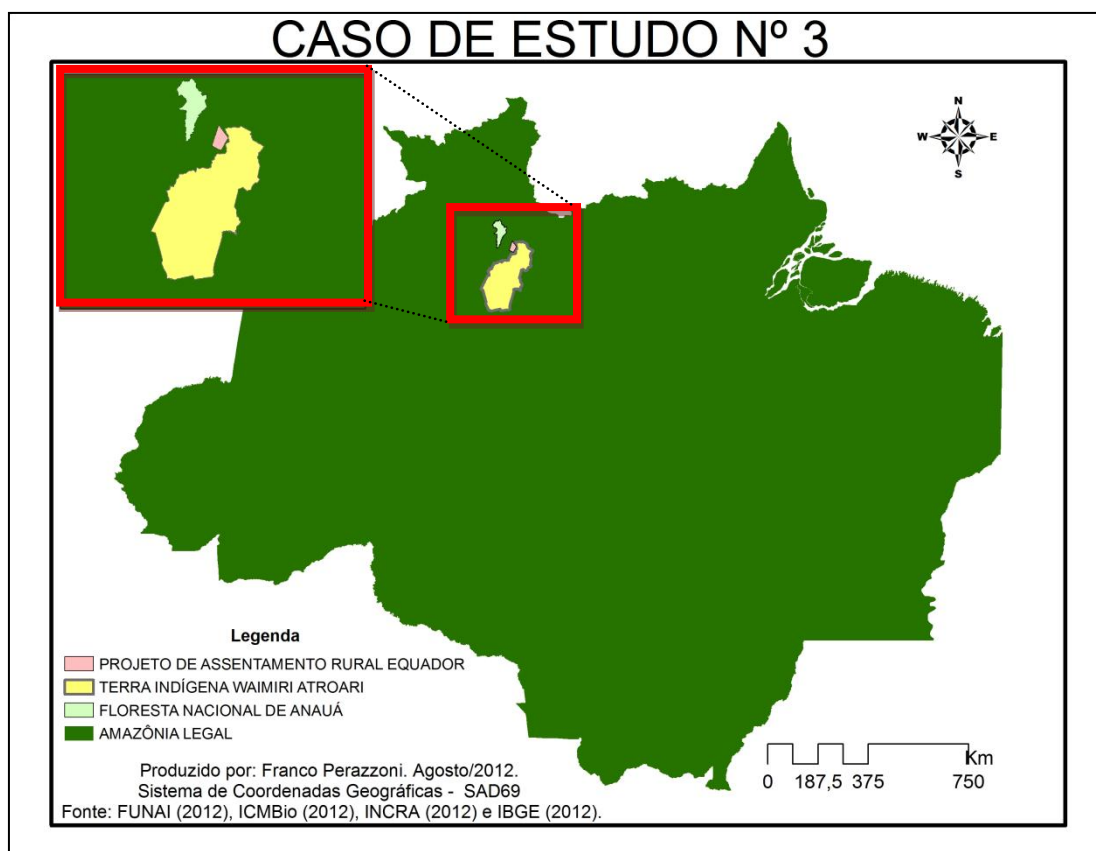 CASO DE ESTUDO Nº 3
N
W
E
S
Legenda
PROJETO DE ASSENTAMENTO RURAL EQUADOR
TERRA INDÍGENA WAIMIRI ATROARI
FLORESTA NACIONAL DE ANAUÁ
AMAZÔNIA LEGAL
Km
0 187,5 375 750
Produzido por: Franco Perazzoni. Agosto/2012.
Sistema de Coordenadas Geográficas - SAD69
Fonte: FUNAI (2012), ICMBio (2012), INCRA (2012) e IBGE (2012).